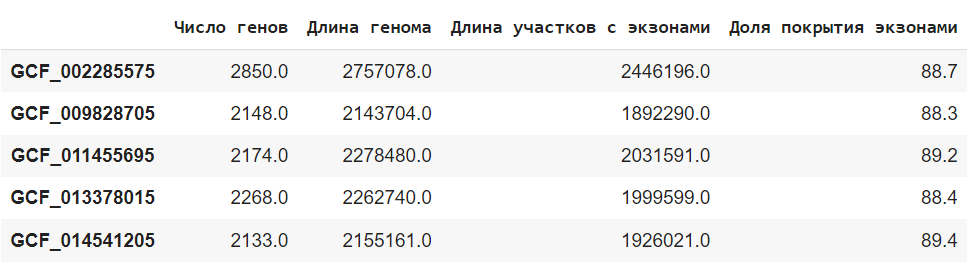 Число генов Длина генома Длина участков с экзонами Доля покрытия экзонами
GCF_002285575 2850.0 2757078.0 2446196.0 88.7
GCF_009828705 2148.0 2143704.0 1892290.0 88.3
GCF_011455695 2174.0 2278480.0 2031591.0 89.2
GCF_013378015 2268.0 2262740.0 1999599.0 88.4
GCF_014541205 2133.0 2155161.0 1926021.0 89.4